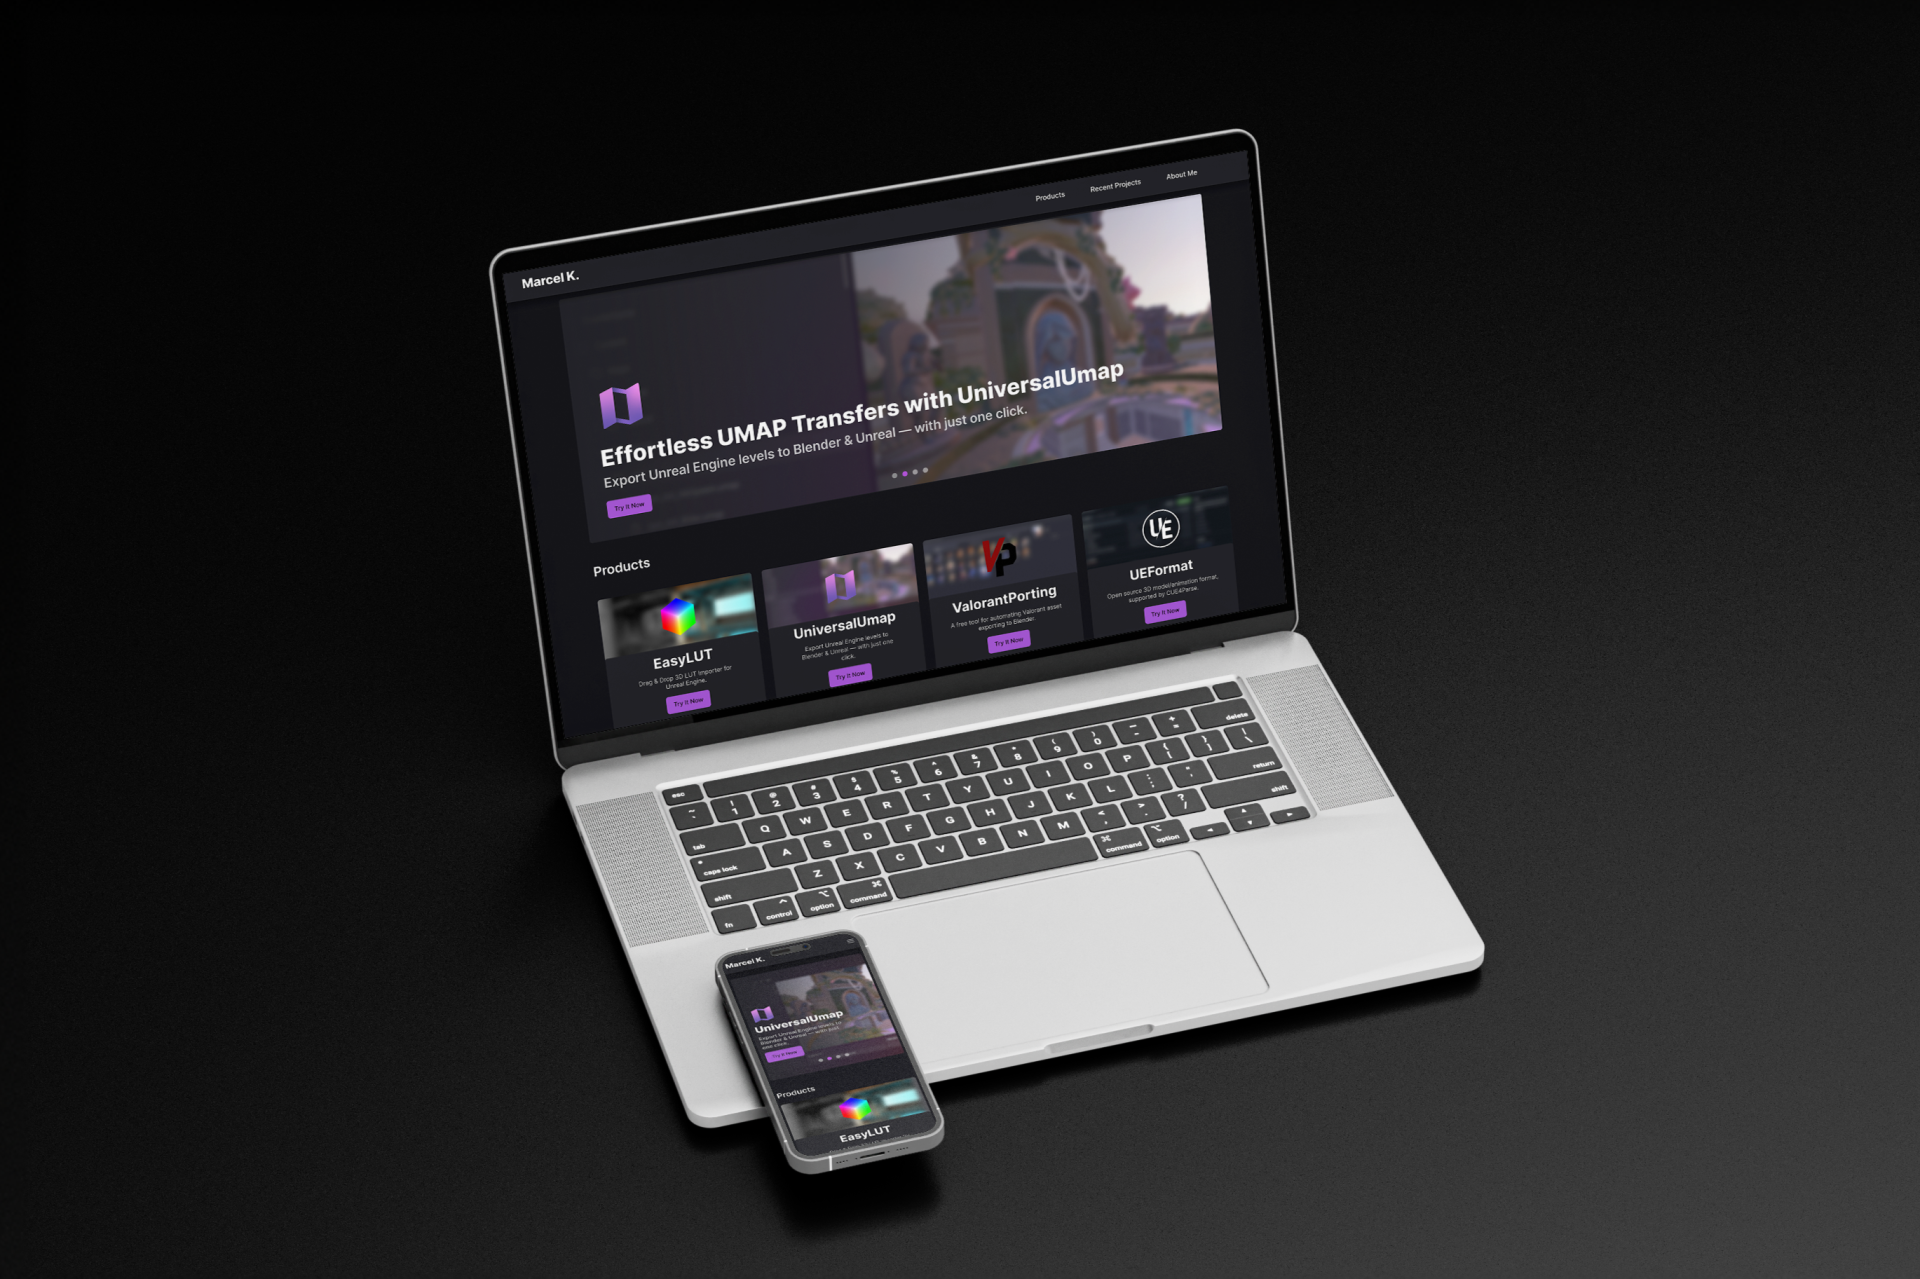 Products
Recent Projects
About Me
Marcel K.
Effortless UMAP Transfers with UniversalUmap
Export Unreal Engine levels to Blender & Unreal — with just one click.
Try It Now
Products
EasyLUT
Drag & Drop 3D LUT Importer for
Unreal Engine.
Try It Now
UniversalUmap
Export Unreal Engine levels to
Blender & Unreal — with just one
click.
Try It Now
VP
ValorantPorting
A free tool for automating Valorant asset
exporting to Blender.
Try It Now
UE
UEFormat
Open source 3D model/animation format,
supported by CUE4Parse.
Try It Now
esc
~ `
! 1
@ 2
# 3
$ 4
% 5
^ 6
& 7
* 8
( 9
) 0
_ -
+ =
delete
tab
Q W E R T Y U I O P { [ } ] | \
caps lock
A S D F G H J K L : ; " '
return
shift
Z X C V B N M < , > . ? /
shift
fn
control
option
command
command
option
Marcel K.
UniversalUmap
Export Unreal Engine levels to
Blender & Unreal — with just
one click.
Try It Now
Products
EasyLUT